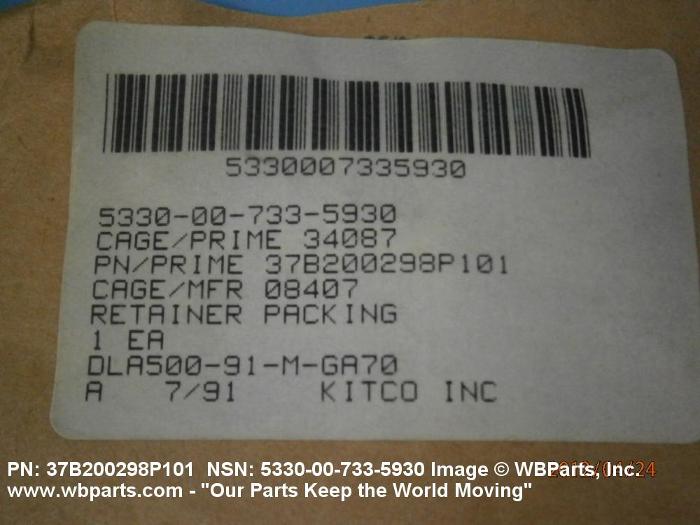 5330007335930
5330-00-733-5930
CAGE/PRIME 34087
PN/PRIME 37B200298P101
CAGE/MFR 08407
RETAINER PACKING
1 EA
DLA500-91-M-GA70
A 7/91 KITCO INC
PN: 37B200298P101 NSN: 5330-00-733-5930 Image © WBParts, Inc.
www.wbparts.com - "Our Parts Keep the World Moving"